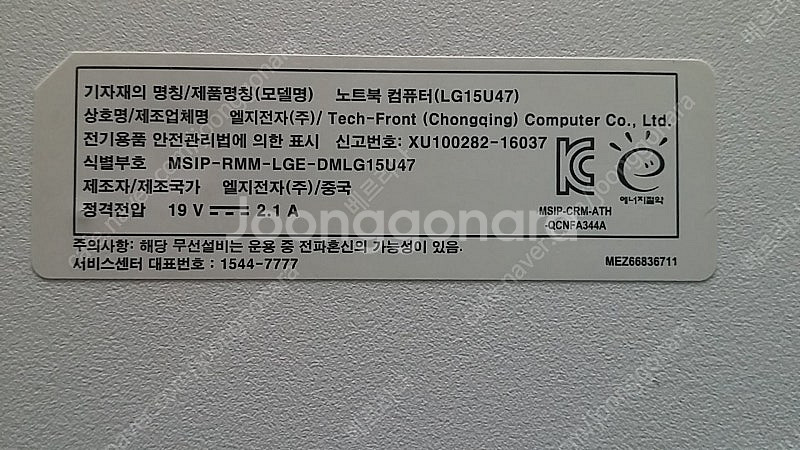 기자재의 명칭/제품명칭(모델명) 노트북 컴퓨터(LG15U47)
상호명/제조업체명 엘지전자(주)/ Tech-Front (Chongqing) Computer Co., Ltd.
전기용품 안전관리법에 의한 표시 신고번호: XU100282-16037
식별부호 MSIP-RMM-LGE-DMLG15U47
제조자/제조국가 엘지전자(주)/중국
정격전압 19 V 2.1 A
에너지절약
MSIP-CRM-ATH
-QCNFA344A
Joonggonara
주의사항: 해당 무선설비는 운용 중 전파혼신의 가능성이 있음.
서비스센터 대표번호 : 1544-7777
MEZ66836711